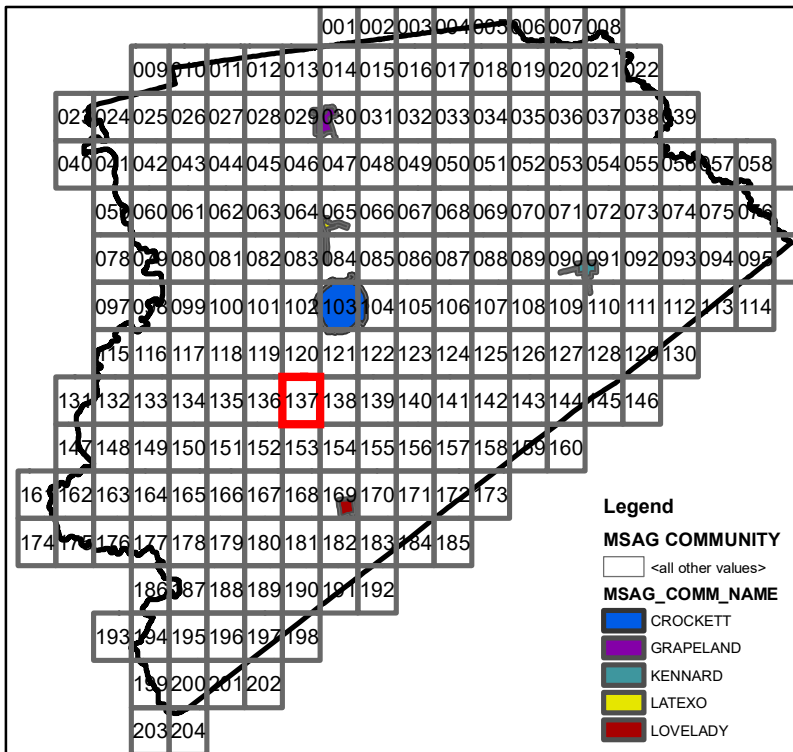 001 002 003 004 005 006 007 008
009 010 011 012 013 014 015 016 017 018 019 020 021 022
023 024 025 026 027 028 029 030 031 032 033 034 035 036 037 038 039
040 041 042 043 044 045 046 047 048 049 050 051 052 053 054 055 056 057 058
059 060 061 062 063 064 065 066 067 068 069 070 071 072 073 074 075 076
078 079 080 081 082 083 084 085 086 087 088 089 090 091 092 093 094 095
097 098 099 100 101 102 103 104 105 106 107 108 109 110 111 112 113 114
115 116 117 118 119 120 121 122 123 124 125 126 127 128 129 130
131 132 133 134 135 136 137 138 139 140 141 142 143 144 145 146
147 148 149 150 151 152 153 154 155 156 157 158 159 160
161 162 163 164 165 166 167 168 169 170 171 172 173
174 175 176 177 178 179 180 181 182 183 184 185
186 187 188 189 190 191 192
193 194 195 196 197 198
199 200 201 202
203 204
Legend
MSAG COMMUNITY
<all other values>
MSAG_COMM_NAME
CROCKETT
GRAPELAND
KENNARD
LATEXO
LOVELADY